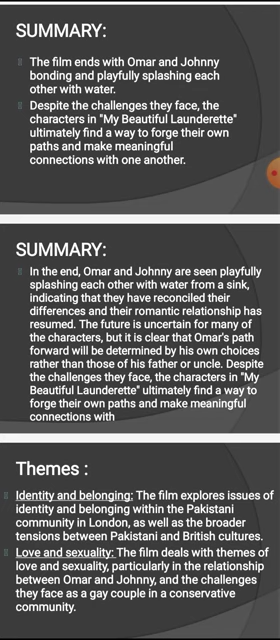 SUMMARY:
The film ends with Omar and Johnny
bonding and playfully splashing each
other with water.
Despite the challenges they face, the
characters in "My Beautiful Launderette"
ultimately find a way to forge their own
paths and make meaningful
connections with one another.
SUMMARY:
In the end, Omar and Johnny are seen playfully
splashing each other with water from a sink,
indicating that they have reconciled their
differences and their romantic relationship has
resumed. The future is uncertain for many of
the characters, but it is clear that Omar's path
forward will be determined by his own choices
rather than those of his father or uncle. Despite
the challenges they face, the characters in "My
Beautiful Launderette" ultimately find a way to
forge their own paths and make meaningful
connections with
Themes :
Identity and belonging: The film explores issues of
identity and belonging within the Pakistani
community in London, as well as the broader
tensions between Pakistani and British cultures.
Love and sexuality: The film deals with themes of
love and sexuality, particularly in the relationship
between Omar and Johnny, and the challenges
they face as a gay couple in a conservative
community.